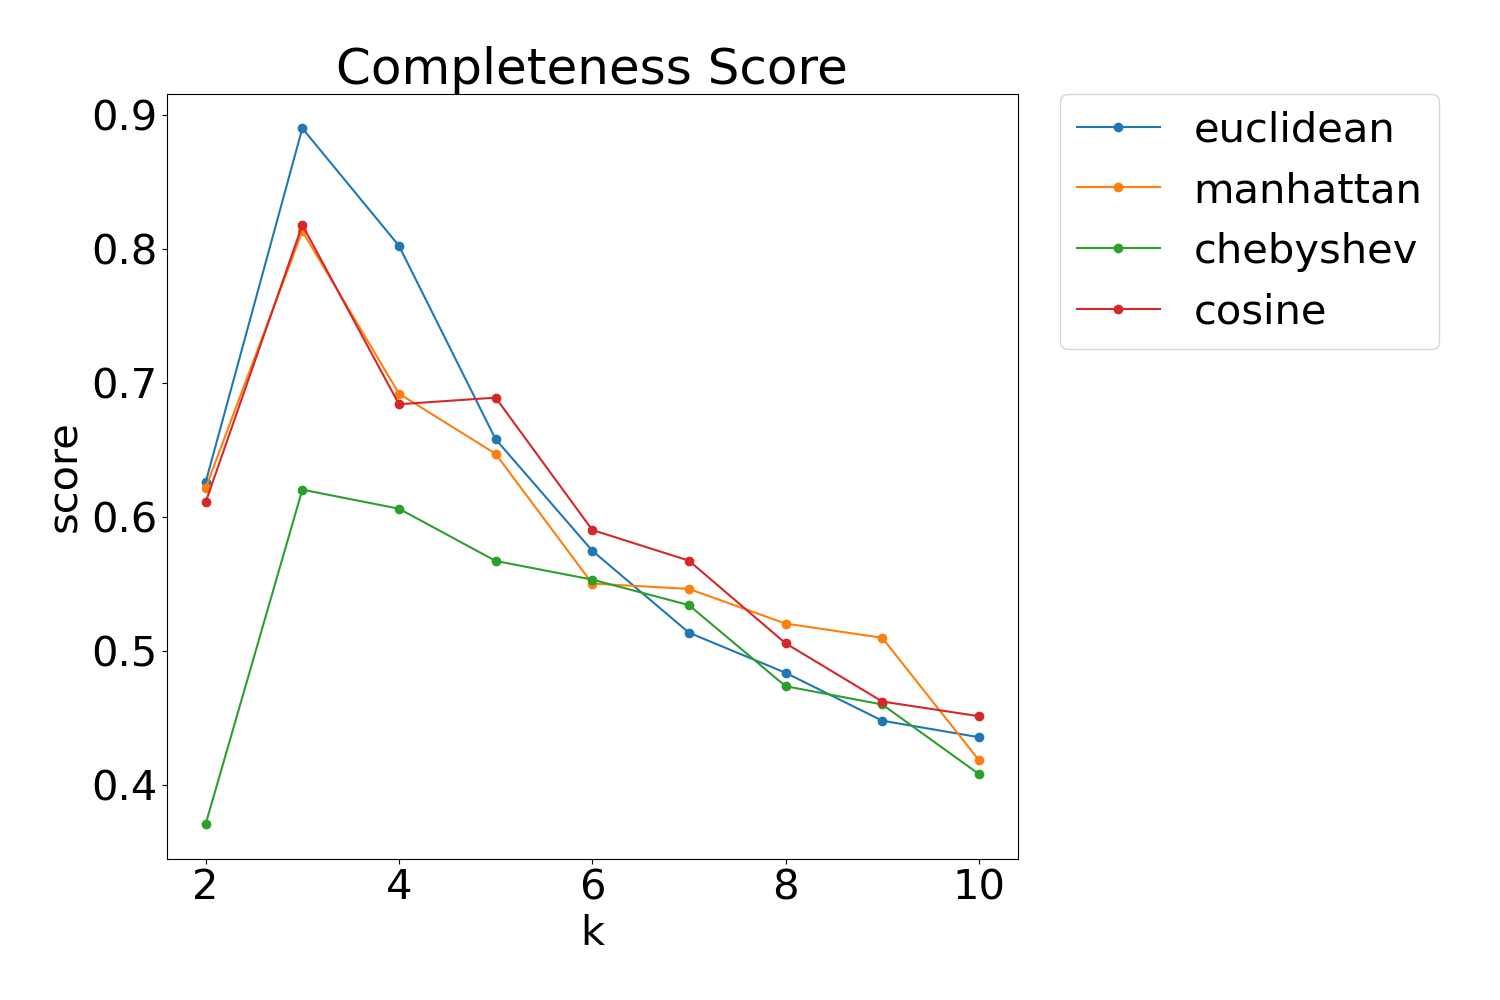 Completeness Score
0.9
0.8
0.7
0.6
0.5
0.4
score
2 4 6 8 10
k
euclidean
manhattan
chebyshev
cosine